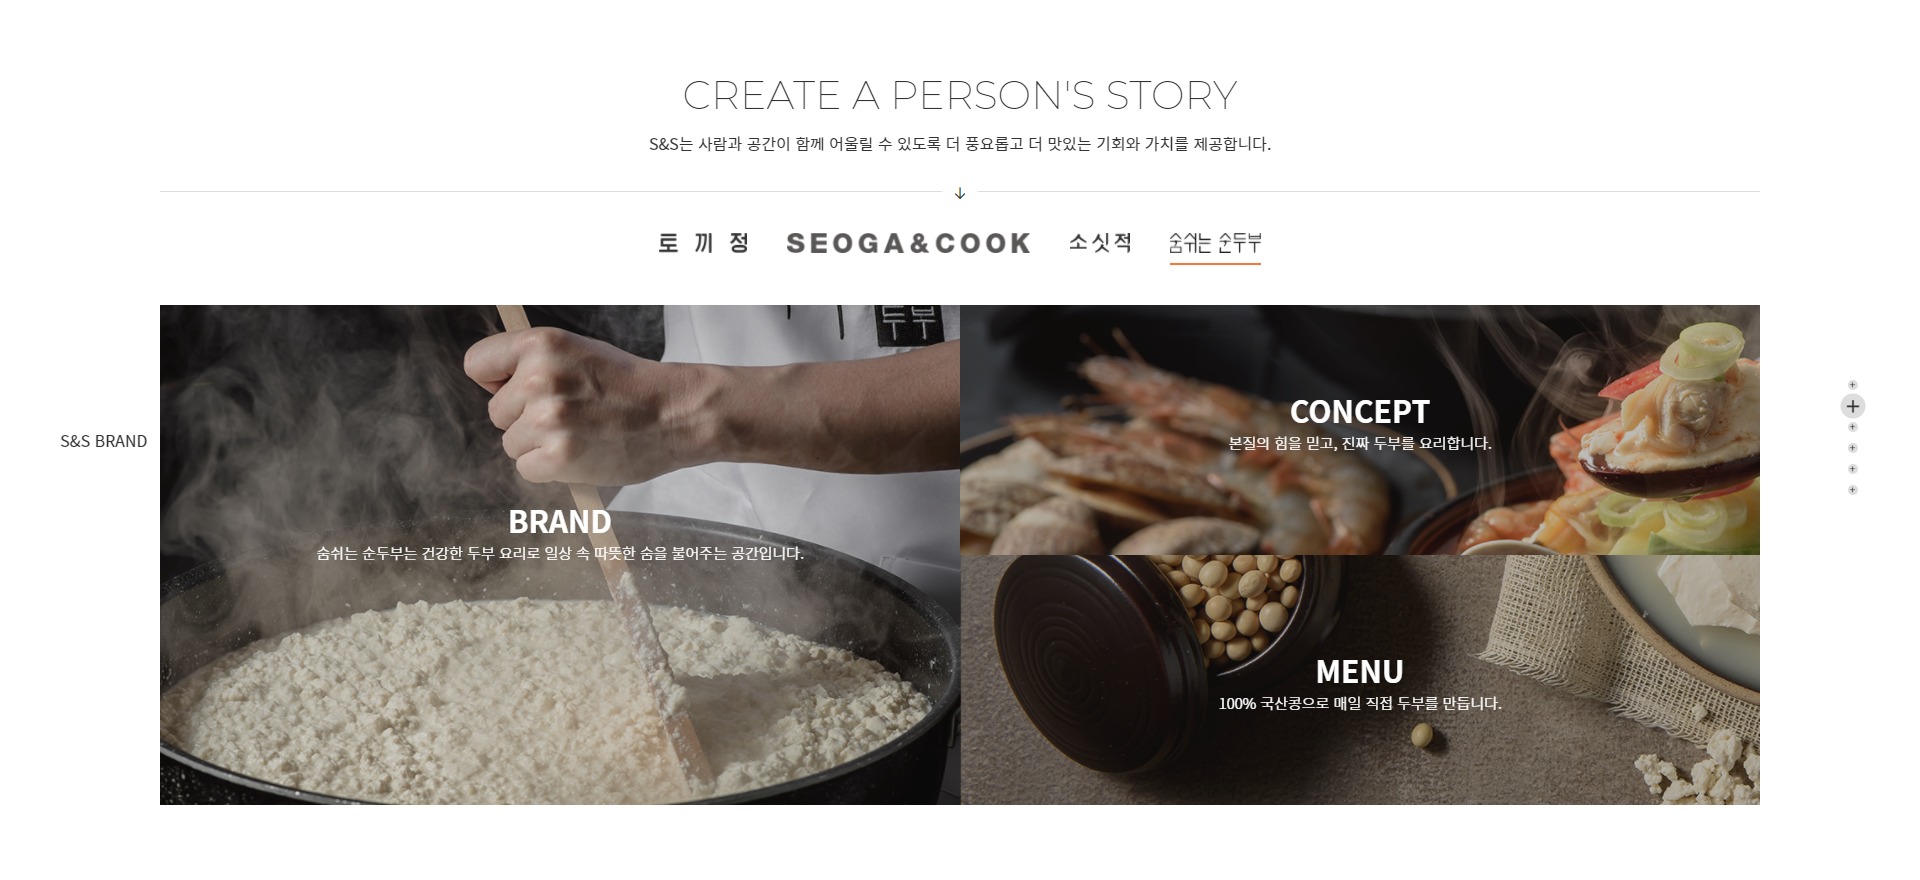 CREATE A PERSON'S STORY
S&S는 사람과 공간이 함께 어울릴 수 있도록 더 풍요롭고 더 맛있는 기회와 가치를 제공합니다.
토끼정 SEOGA&COOK 소싯적 숨쉬는 순두부
두부
S&S BRAND
BRAND
숨쉬는 순두부는 건강한 두부 요리로 일상 속 따뜻한 숨을 불어주는 공간입니다.
CONCEPT
본질의 힘을 믿고, 진짜 두부를 요리합니다.
MENU
100% 국산콩으로 매일 직접 두부를 만듭니다.